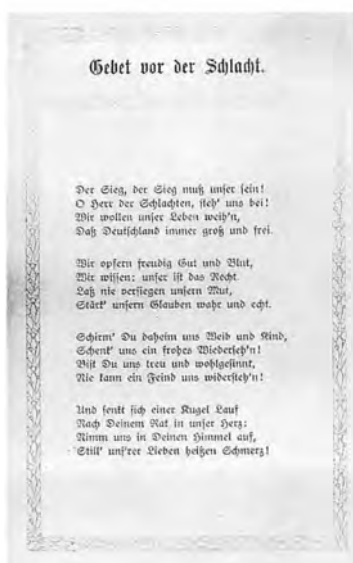 Gebet vor der Schlacht.
Der Sieg, der Sieg muß unser sein!
O Herr der Schlachten, steh' uns bei!
Wir wollen unser Leben weih'n,
Daß Deutschland immer groß und frei.
Wir opfern freudig Gut und Blut,
Wir wissen: unser ist das Recht.
Laß nie versiegen unsern Mut,
Stärk' unsern Glauben wahr und echt.
Schirm' Du daheim uns Weib und Kind,
Schenk' uns ein frohes Wiederseh'n!
Bist Du uns treu und wohlgesinnt,
Nie kann ein Feind uns widersteh'n!
Und senkt sich einer Kugel Lauf
Nach Deinem Rat in unser Herz:
Nimm uns in Deinen Himmel auf,
Still' uns'rer Lieben heißen Schmerz!